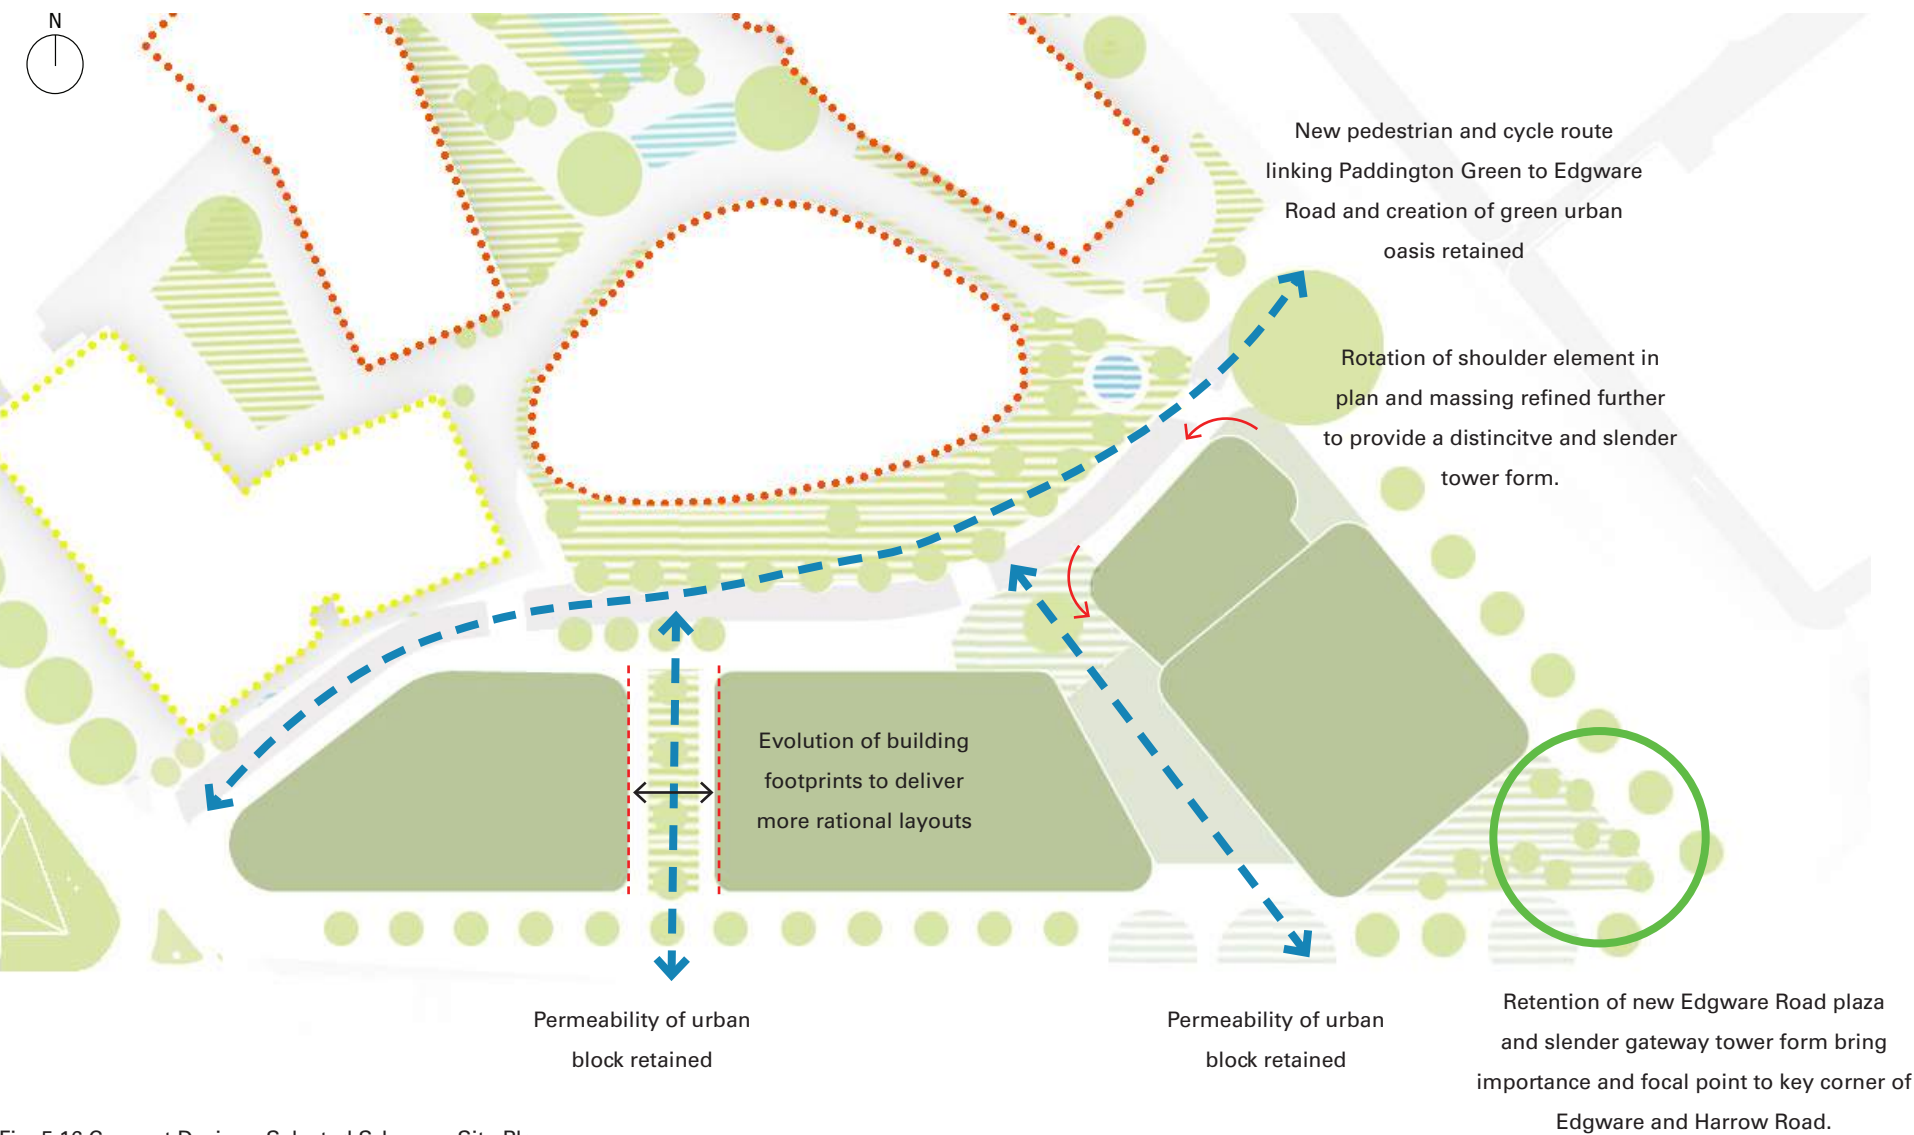 N
New pedestrian and cycle route
linking Paddington Green to Edgware
Road and creation of green urban
oasis retained
Rotation of shoulder element in
plan and massing refined further
to provide a distincitve and slender
tower form.
Evolution of building
footprints to deliver
more rational layouts
Permeability of urban
block retained
Permeability of urban
block retained
Retention of new Edgware Road plaza
and slender gateway tower form bring
importance and focal point to key corner of
Edgware and Harrow Road.